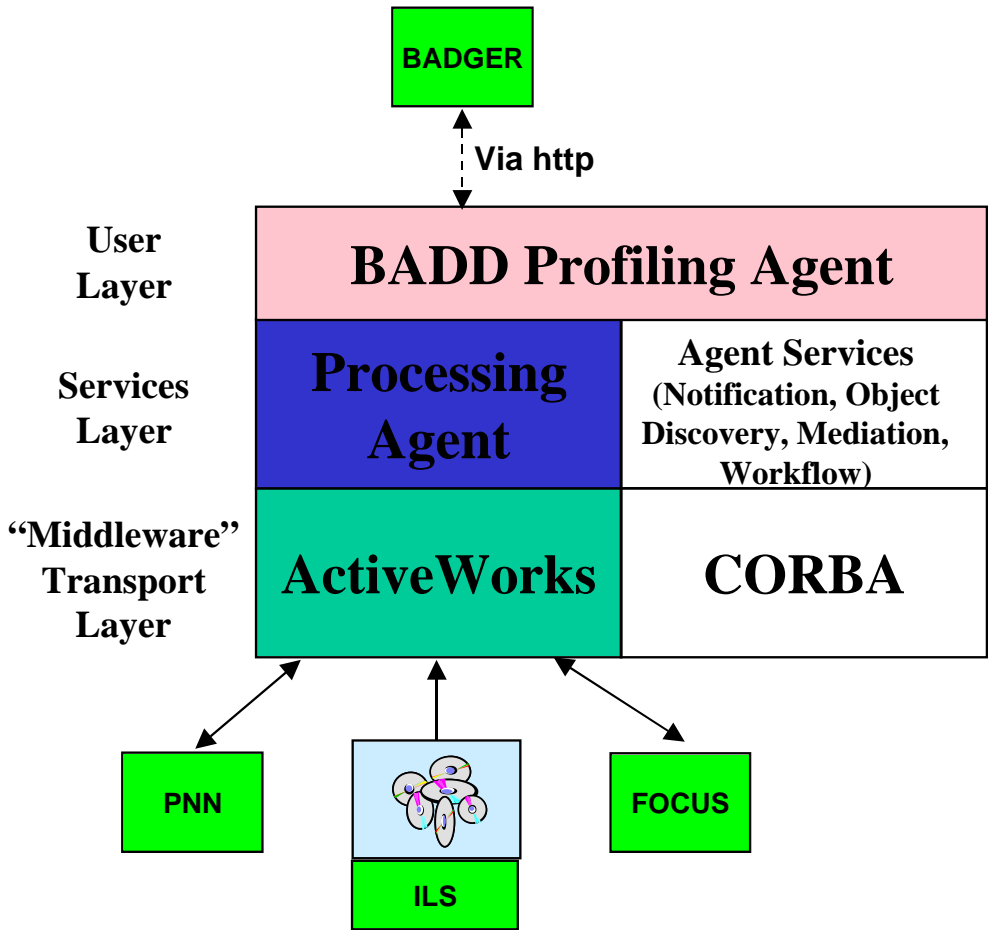 BADGER
Via http
User
Layer
BADD Profiling Agent
Services
Layer
Processing
Agent
Agent Services
(Notification, Object
Discovery, Mediation,
Workflow)
“Middleware”
Transport
Layer
ActiveWorks
CORBA
PNN
ILS
FOCUS